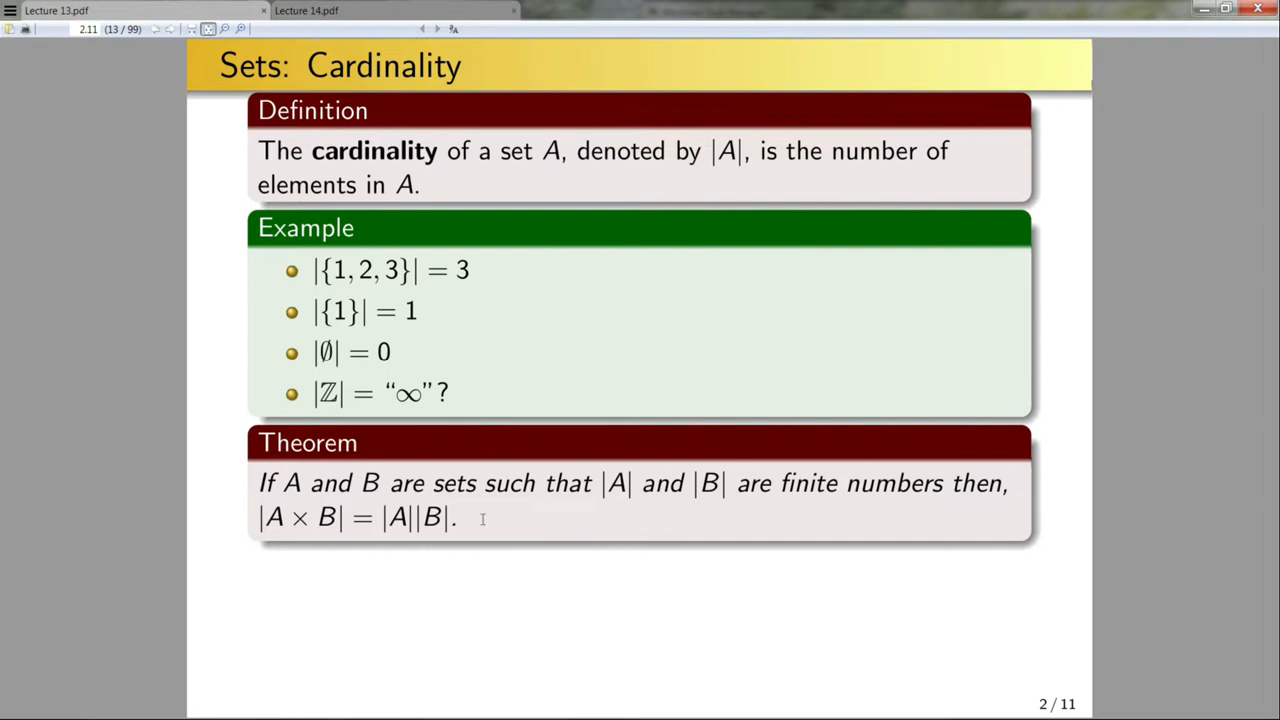 Lecture 13.pdf
Lecture 14.pdf
2.11 (13 / 99)
Sets: Cardinality
Definition
The cardinality of a set A, denoted by |A|, is the number of
elements in A.
Example
|{1, 2, 3}| = 3
|{1}| = 1
|∅| = 0
|ℤ| = “∞”?
Theorem
If A and B are sets such that |A| and |B| are finite numbers then,
|A × B| = |A||B|.
2 / 11